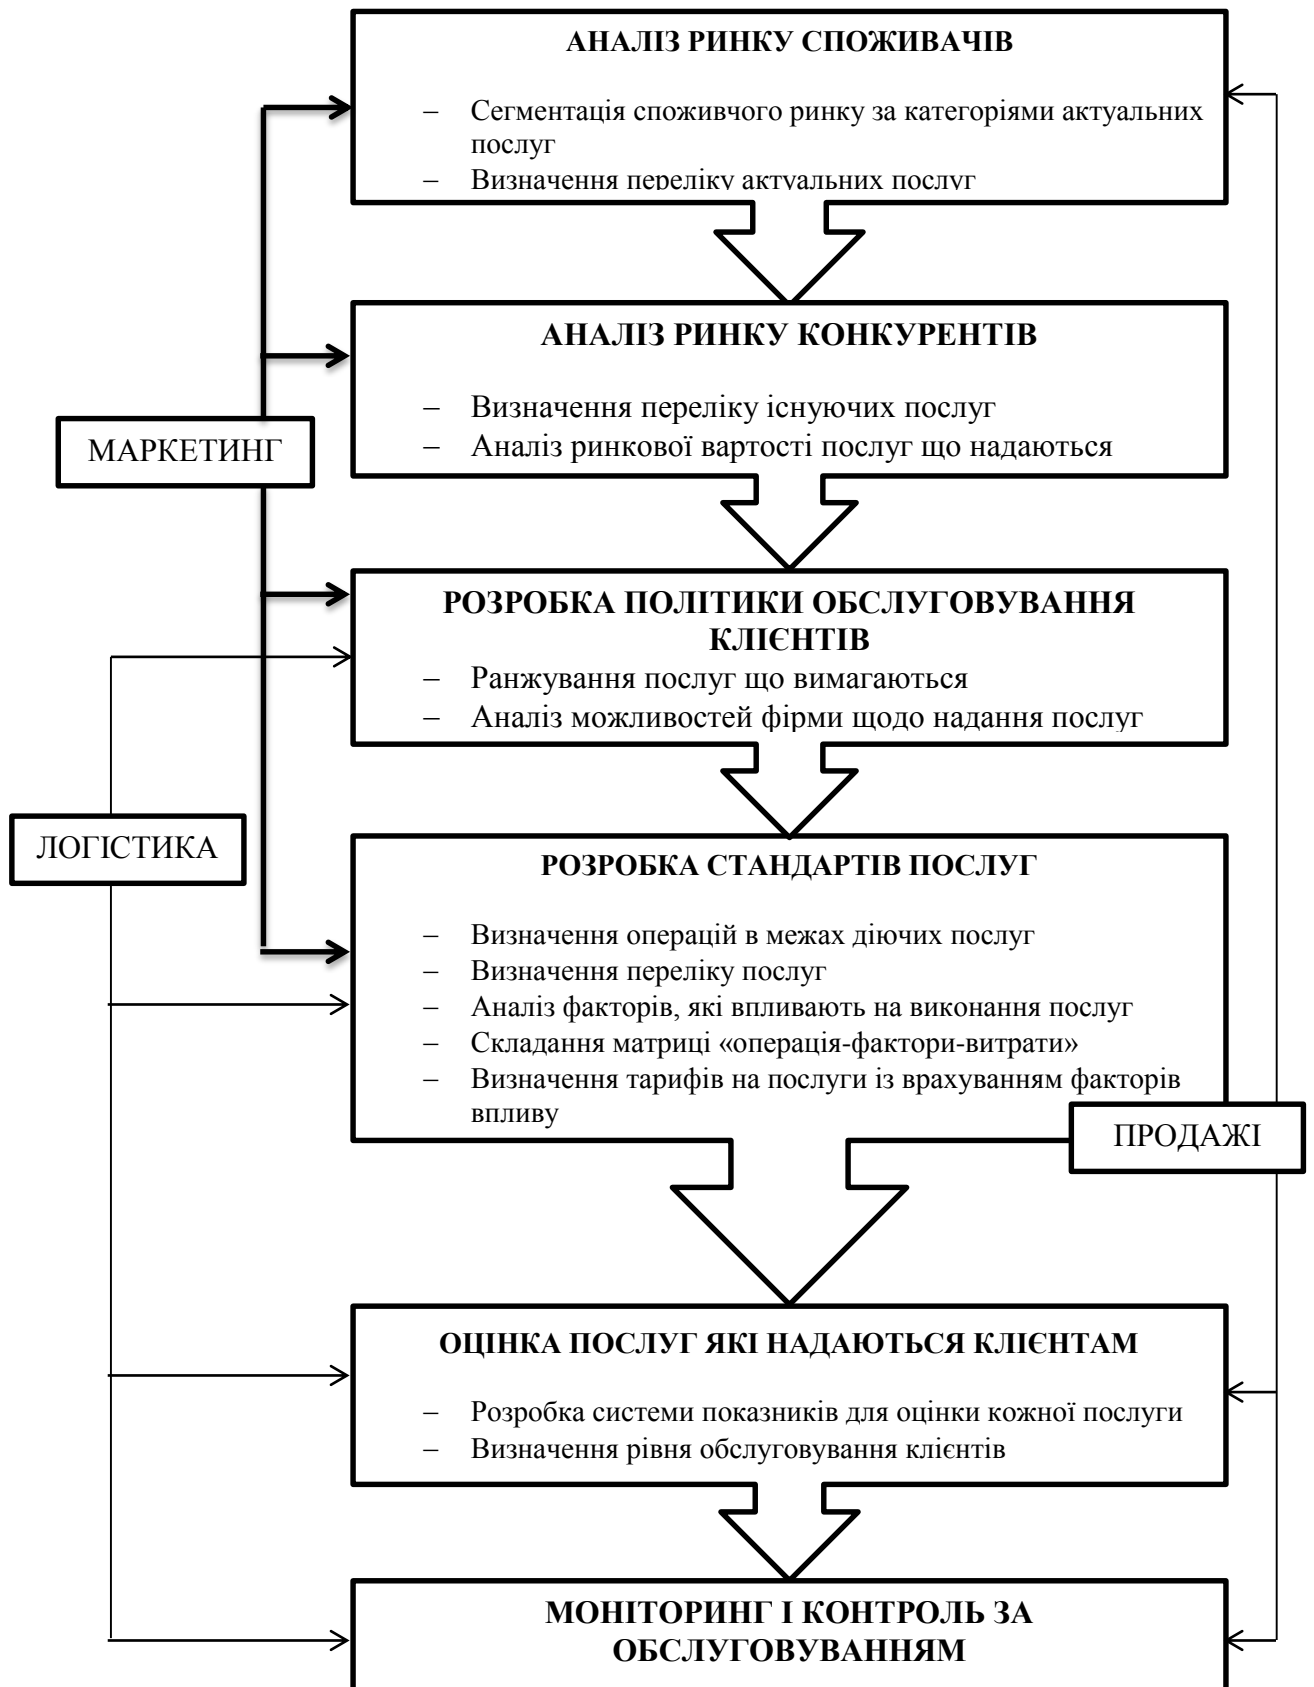 АНАЛІЗ РИНКУ СПОЖИВАЧІВ
– Сегментація споживчого ринку за категоріями актуальних
послуг
– Визначення переліку актуальних послуг
АНАЛІЗ РИНКУ КОНКУРЕНТІВ
– Визначення переліку існуючих послуг
– Аналіз ринкової вартості послуг що надаються
МАРКЕТИНГ
РОЗРОБКА ПОЛІТИКИ ОБСЛУГОВУВАННЯ
КЛІЄНТІВ
– Ранжування послуг що вимагаються
– Аналіз можливостей фірми щодо надання послуг
ЛОГІСТИКА
РОЗРОБКА СТАНДАРТІВ ПОСЛУГ
– Визначення операцій в межах діючих послуг
– Визначення переліку послуг
– Аналіз факторів, які впливають на виконання послуг
– Складання матриці «операція-фактори-витрати»
– Визначення тарифів на послуги із врахуванням факторів
впливу
ПРОДАЖІ
ОЦІНКА ПОСЛУГ ЯКІ НАДАЮТЬСЯ КЛІЄНТАМ
– Розробка системи показників для оцінки кожної послуги
– Визначення рівня обслуговування клієнтів
МОНІТОРИНГ І КОНТРОЛЬ ЗА
ОБСЛУГОВУВАННЯМ